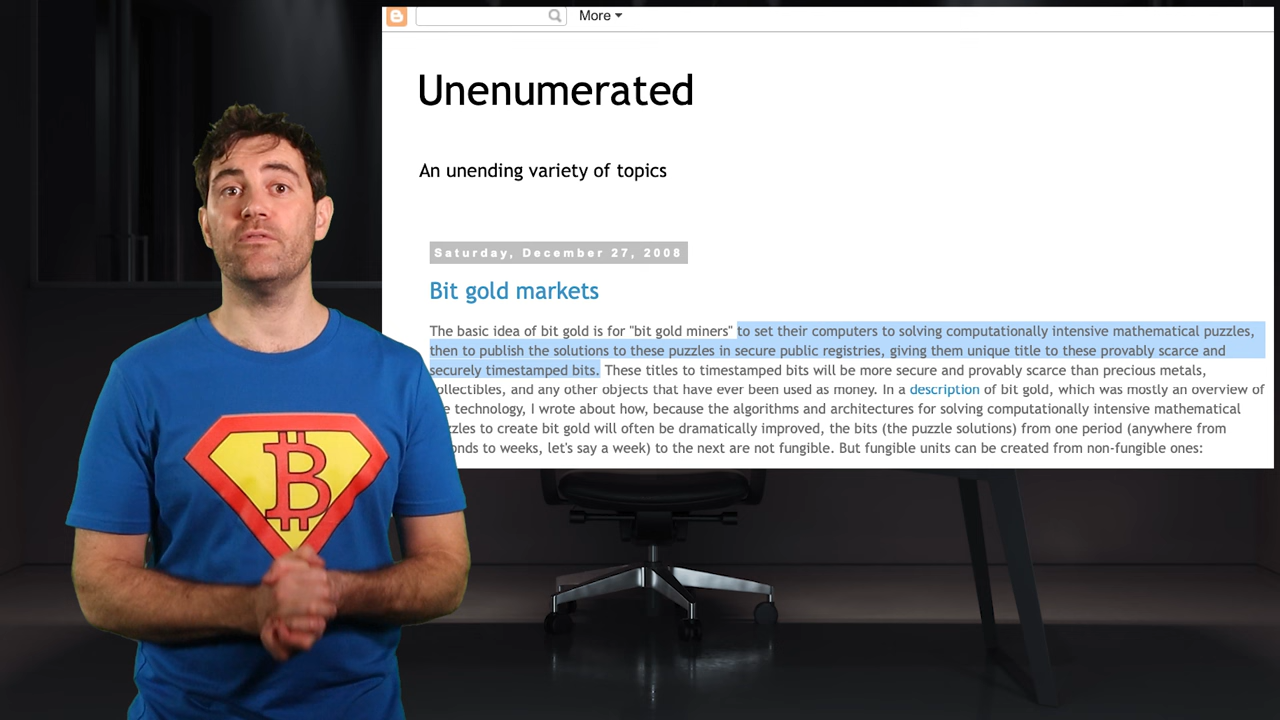 More
Unenumerated
An unending variety of topics
Saturday, December 27, 2008
Bit gold markets
The basic idea of bit gold is for "bit gold miners" to set their computers to solving computationally intensive mathematical puzzles,
then to publish the solutions to these puzzles in secure public registries, giving them unique title to these provably scarce and
securely timestamped bits. These titles to timestamped bits will be more secure and provably scarce than precious metals,
collectibles, and any other objects that have ever been used as money. In a description of bit gold, which was mostly an overview of
technology, I wrote about how, because the algorithms and architectures for solving computationally intensive mathematical
to create bit gold will often be dramatically improved, the bits (the puzzle solutions) from one period (anywhere from
to weeks, let's say a week) to the next are not fungible. But fungible units can be created from non-fungible ones:
B